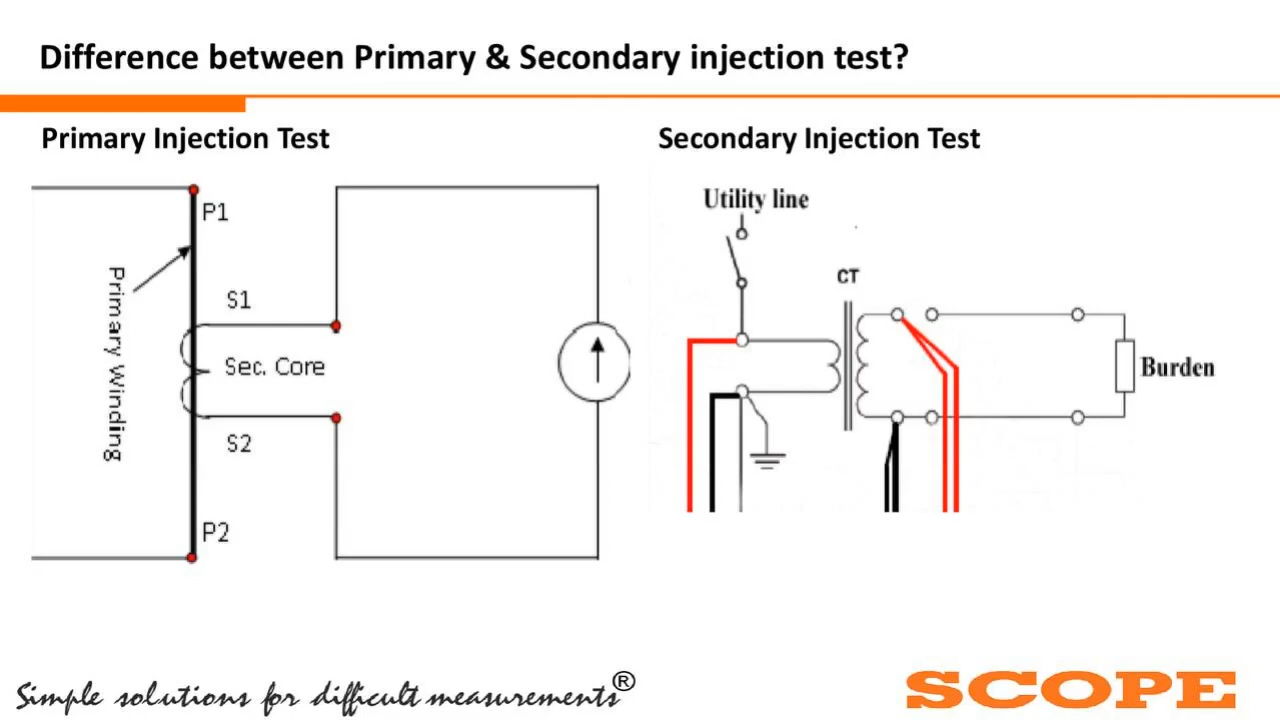 Difference between Primary & Secondary injection test?
Primary Injection Test
Secondary Injection Test
P1
Primary Winding
S1
Sec. Core
S2
P2
Utility line
CT
Burden
Simple solutions for difficult measurements®
SCOPE